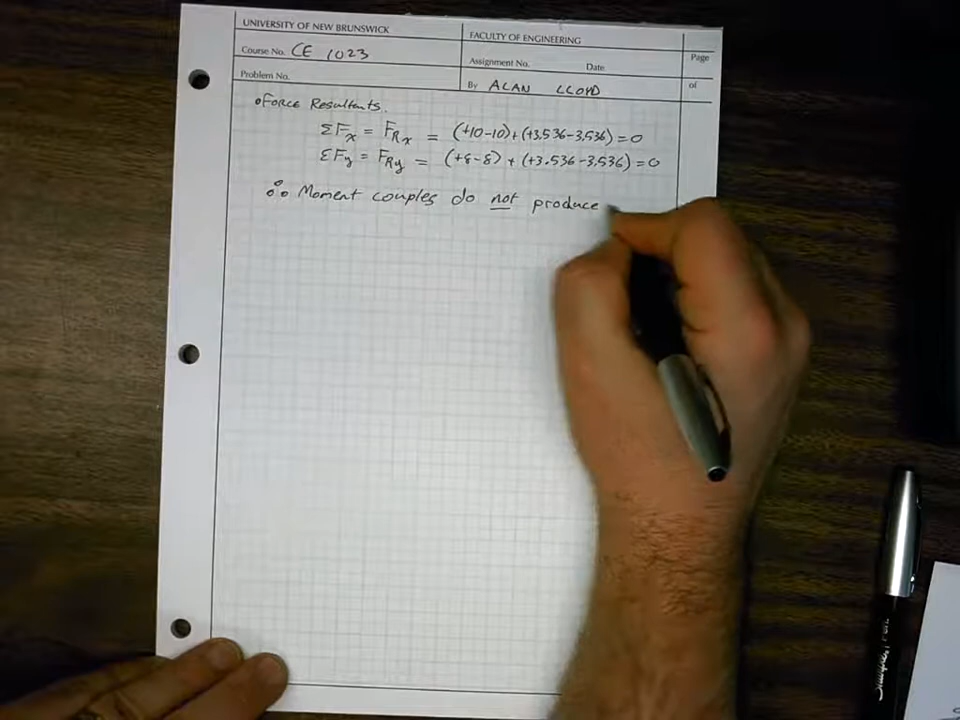 UNIVERSITY OF NEW BRUNSWICK
FACULTY OF ENGINEERING
Page
Course No. CE 1023
Assignment No. Date
Problem No.
By ALAN LLOYD
of
• Force Resultants.
ΣFx = FRx = (+10-10)+(+3.536-3.536)=0
ΣFy = FRy = (+8-8) + (+3.536-3.536)=0
∴ Moment couples do not produce
Sharpie Pen